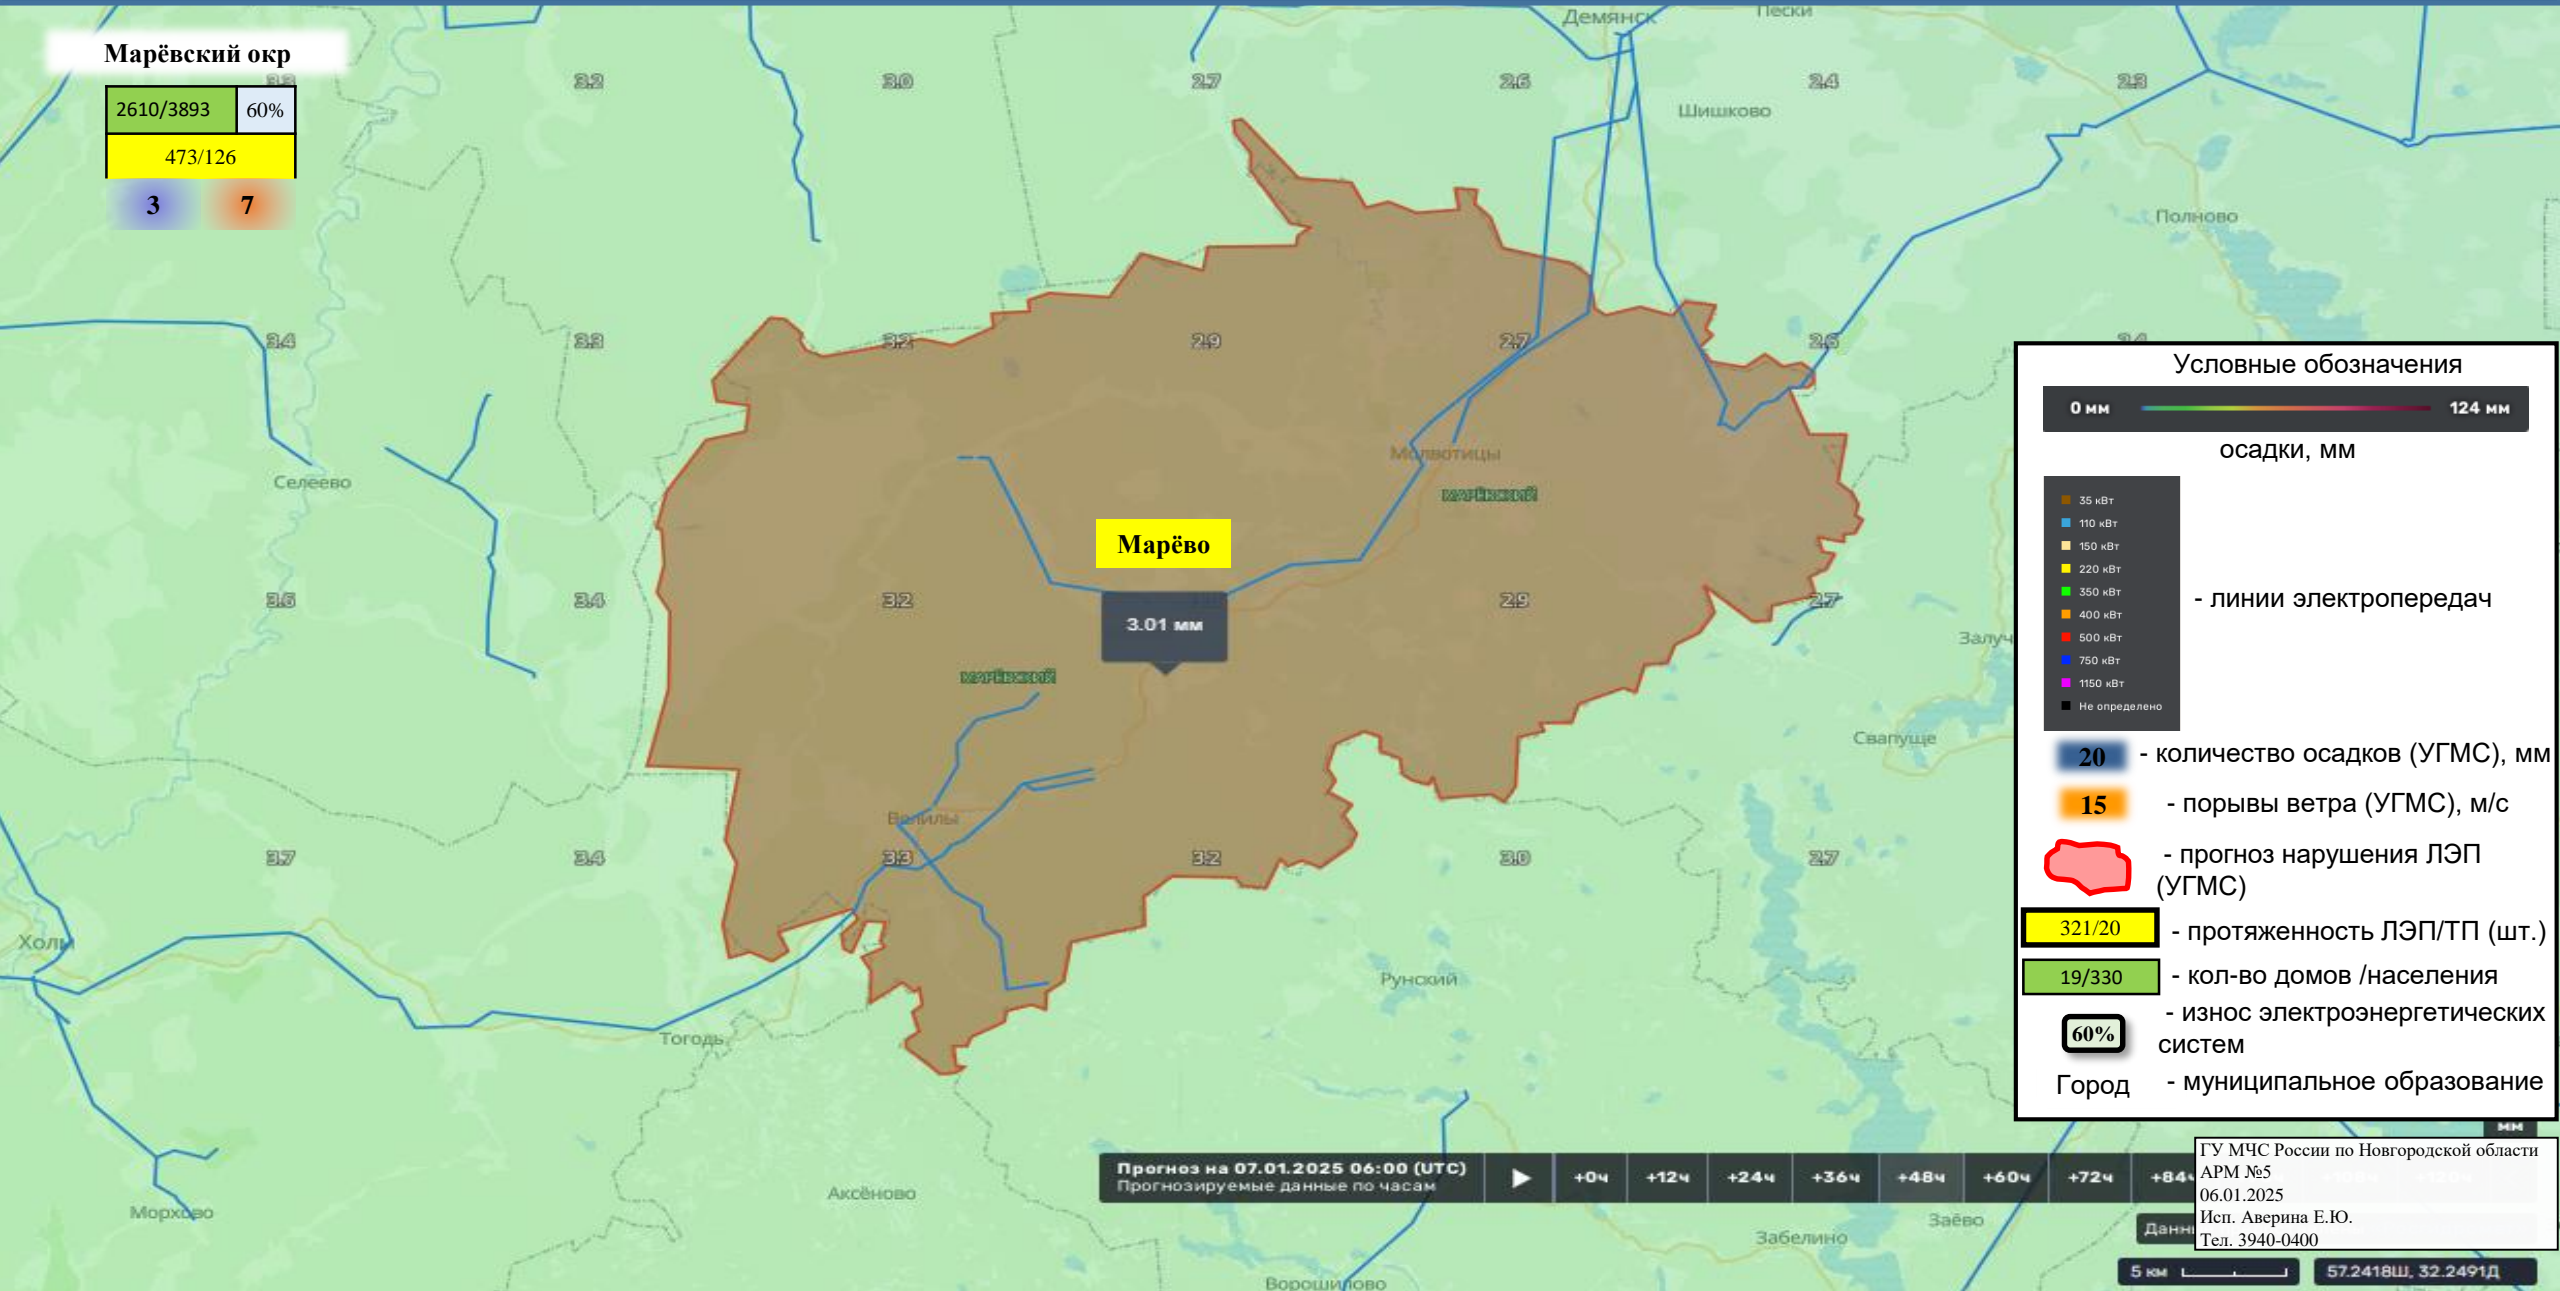 Демянск
Пески
Марёвский окр
3.2
3.0
2.7
2.6
2.4
2.3
2610/3893 60%
Шишково
473/126
3 7
Полново
3.4
3.3
3.2
2.9
2.7
2.6
Условные обозначения
0 мм 124 мм
осадки, мм
Молвотицы
Селеево
МАРЁВСКИЙ
35 кВт
110 кВт
150 кВт
220 кВт
350 кВт
400 кВт
500 кВт
750 кВт
1150 кВт
Не определено
- линии электропередач
Марёво
3.6
3.4
3.2
2.9
2.7
3.01 мм
МАРЁВСКИЙ
Свапуще
20 - количество осадков (УГМС), мм
15 - порывы ветра (УГМС), м/с
Велилы
3.7
3.4
3.3
3.2
3.0
2.7
- прогноз нарушения ЛЭП
(УГМС)
321/20 - протяженность ЛЭП/ТП (шт.)
Холм
19/330 - кол-во домов /населения
Рунский
- износ электроэнергетических
60% систем
Тогодь
Город - муниципальное образование
мм
Прогноз на 07.01.2025 06:00 (UTC)
Прогнозируемые данные по часам
+0ч +12ч +24ч +36ч +48ч +60ч +72ч +84ч
ГУ МЧС России по Новгородской области
АРМ №5
06.01.2025
Исп. Аверина Е.Ю.
Тел. 3940-0400
Аксёново
Морхово
Заёво
Забелино
Ворошилово
5 км
57.2418Ш, 32.2491Д